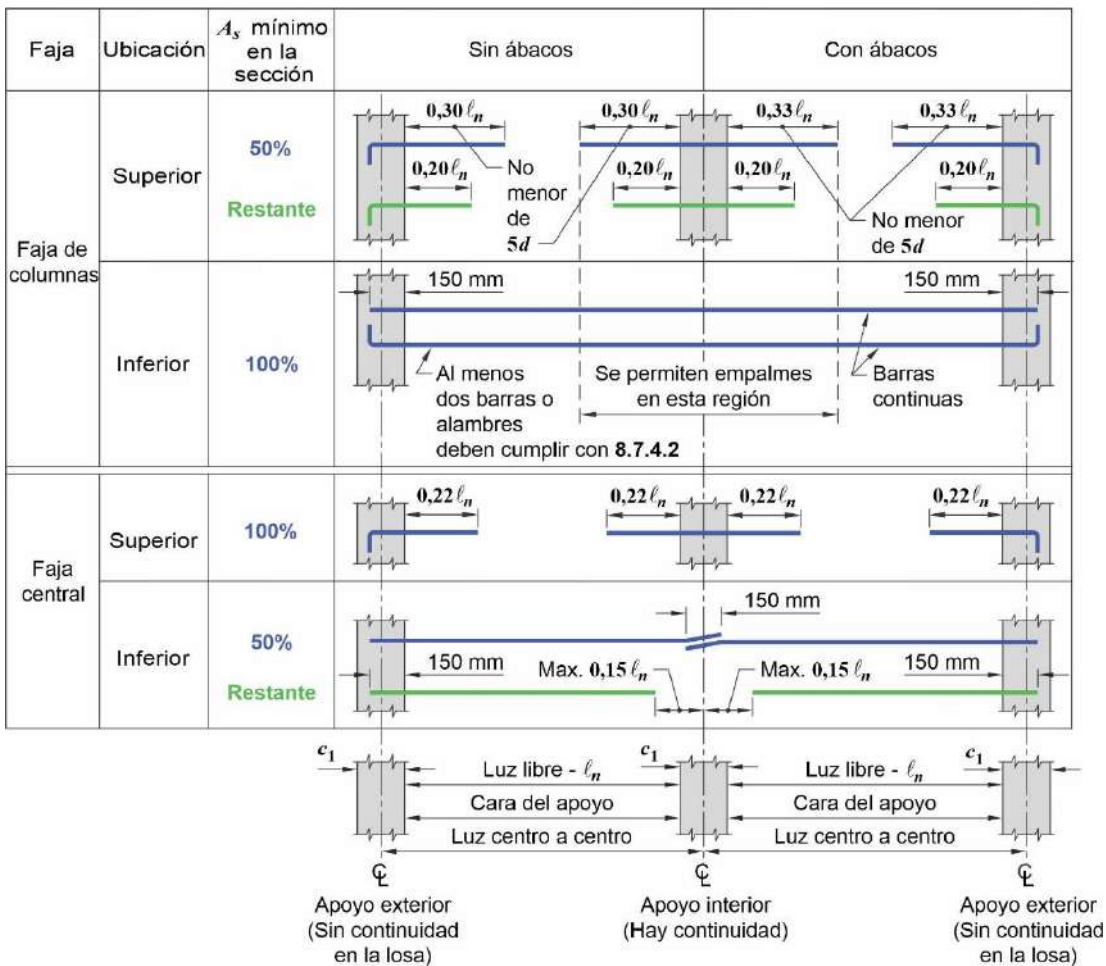 Faja
Ubicación
A_s mínimo
en la
sección
Sin ábacos
Con ábacos
Faja de
columnas
Superior
50%
Restante
0,30 ℓn
0,30 ℓn
0,33 ℓn
0,33 ℓn
0,20 ℓn
No
menor
de
5d
0,20 ℓn
0,20 ℓn
No menor
de 5d
0,20 ℓn
Inferior
100%
150 mm
150 mm
Al menos
dos barras o
alambres
deben cumplir con 8.7.4.2
Se permiten empalmes
en esta región
Barras
continuas
Faja
central
Superior
100%
0,22 ℓn
0,22 ℓn
0,22 ℓn
0,22 ℓn
Inferior
50%
Restante
150 mm
150 mm
Max. 0,15 ℓn
Max. 0,15 ℓn
150 mm
c1
Luz libre - ℓn
c1
Luz libre - ℓn
c1
Cara del apoyo
Cara del apoyo
Luz centro a centro
Luz centro a centro
℄
℄
℄
Apoyo exterior
(Sin continuidad
en la losa)
Apoyo interior
(Hay continuidad)
Apoyo exterior
(Sin continuidad
en la losa)